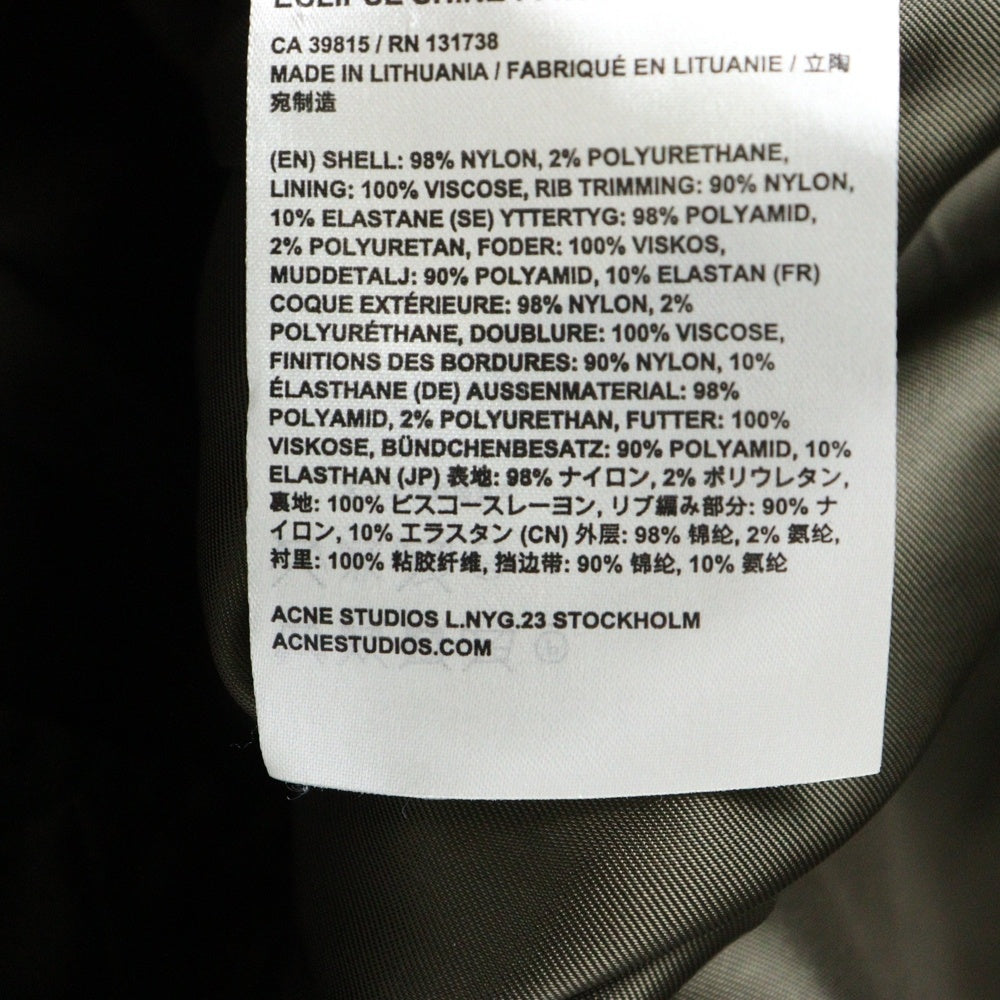 ECLIPSE SHINE
CA 39815 / RN 131738
MADE IN LITHUANIA / FABRIQUÉ EN LITUANIE / 立陶
宛制造
(EN) SHELL: 98% NYLON, 2% POLYURETHANE,
LINING: 100% VISCOSE, RIB TRIMMING: 90% NYLON,
10% ELASTANE (SE) YTTERTYG: 98% POLYAMID,
2% POLYURETAN, FODER: 100% VISKOS,
MUDDETALJ: 90% POLYAMID, 10% ELASTAN (FR)
COQUE EXTÉRIEURE: 98% NYLON, 2%
POLYURÉTHANE, DOUBLURE: 100% VISCOSE,
FINITIONS DES BORDURES: 90% NYLON, 10%
ÉLASTHANE (DE) AUSSENMATERIAL: 98%
POLYAMID, 2% POLYURETHAN, FUTTER: 100%
VISKOSE, BÜNDCHENBESATZ: 90% POLYAMID, 10%
ELASTHAN (JP) 表地: 98% ナイロン, 2% ポリウレタン,
裏地: 100% ビスコースレーヨン, リブ編み部分: 90% ナ
イロン, 10% エラスタン (CN) 外层: 98% 锦纶, 2% 氨纶,
衬里: 100% 粘胶纤维, 挡边带: 90% 锦纶, 10% 氨纶
ACNE STUDIOS L.NYG.23 STOCKHOLM
ACNESTUDIOS.COM